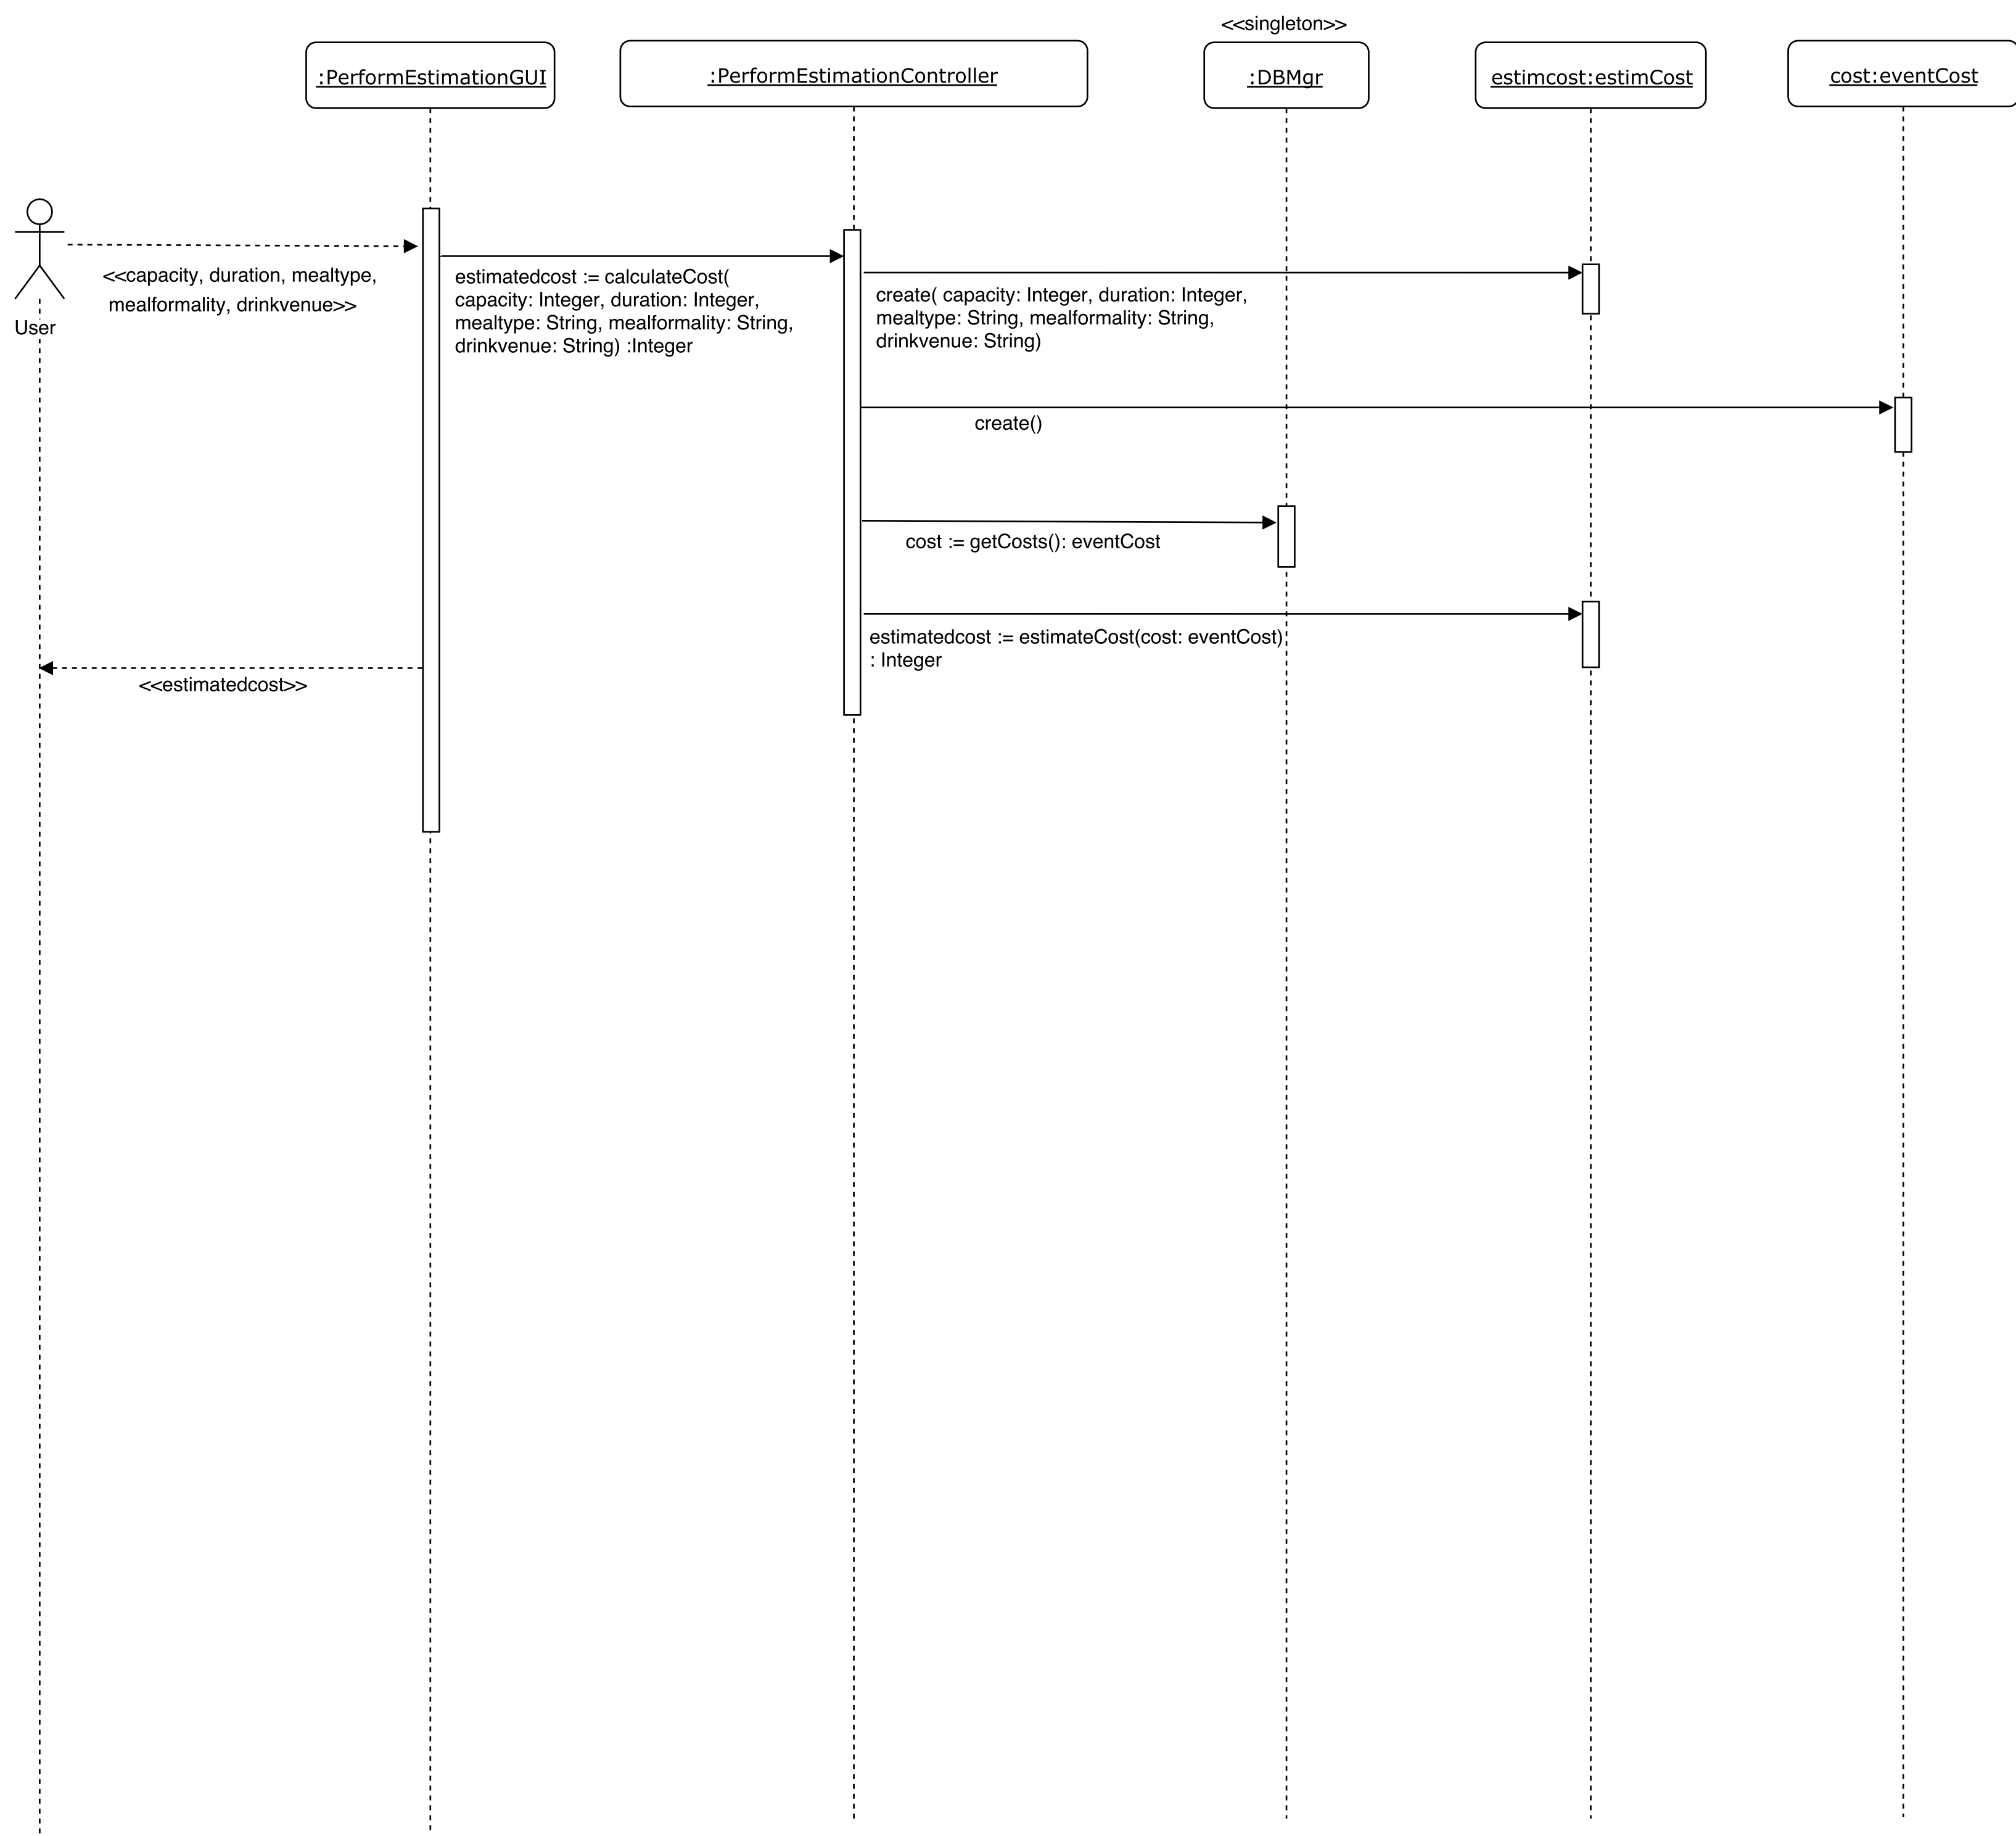 <<singleton>>
:PerformEstimationGUI
:PerformEstimationController
:DBMgr
estimcost:estimCost
cost:eventCost
User
<<capacity, duration, mealtype,
mealformality, drinkvenue>>
estimatedcost := calculateCost(
capacity: Integer, duration: Integer,
mealtype: String, mealformality: String,
drinkvenue: String) :Integer
create( capacity: Integer, duration: Integer,
mealtype: String, mealformality: String,
drinkvenue: String)
create()
cost := getCosts(): eventCost
estimatedcost := estimateCost(cost: eventCost)
: Integer
<<estimatedcost>>